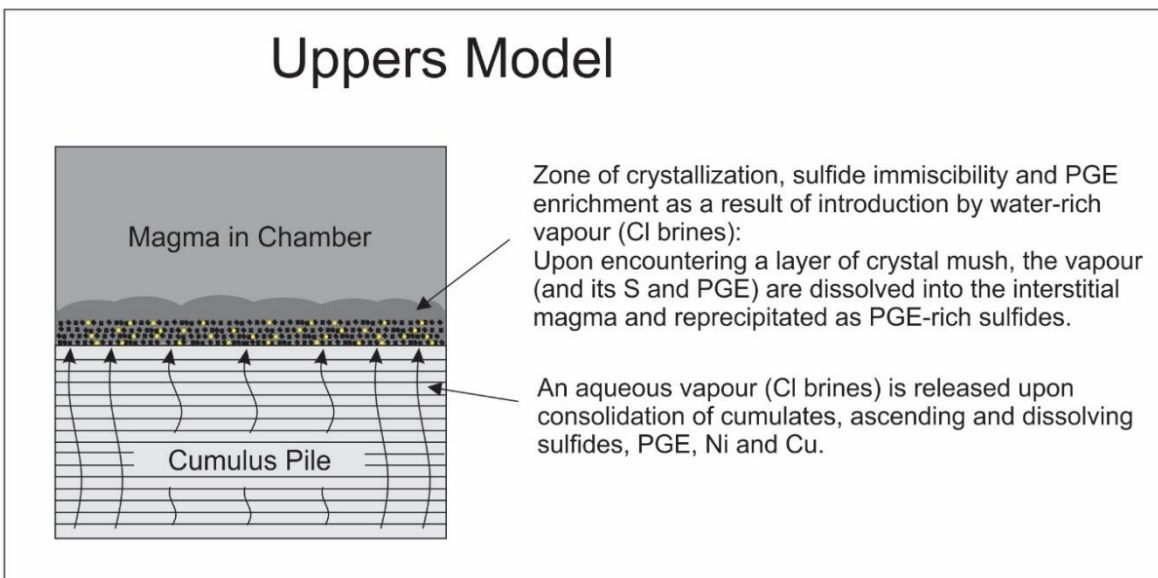 Uppers Model
Magma in Chamber
Zone of crystallization, sulfide immiscibility and PGE
enrichment as a result of introduction by water-rich
vapour (Cl brines):
Upon encountering a layer of crystal mush, the vapour
(and its S and PGE) are dissolved into the interstitial
magma and reprecipitated as PGE-rich sulfides.
An aqueous vapour (Cl brines) is released upon
consolidation of cumulates, ascending and dissolving
sulfides, PGE, Ni and Cu.
Cumulus Pile